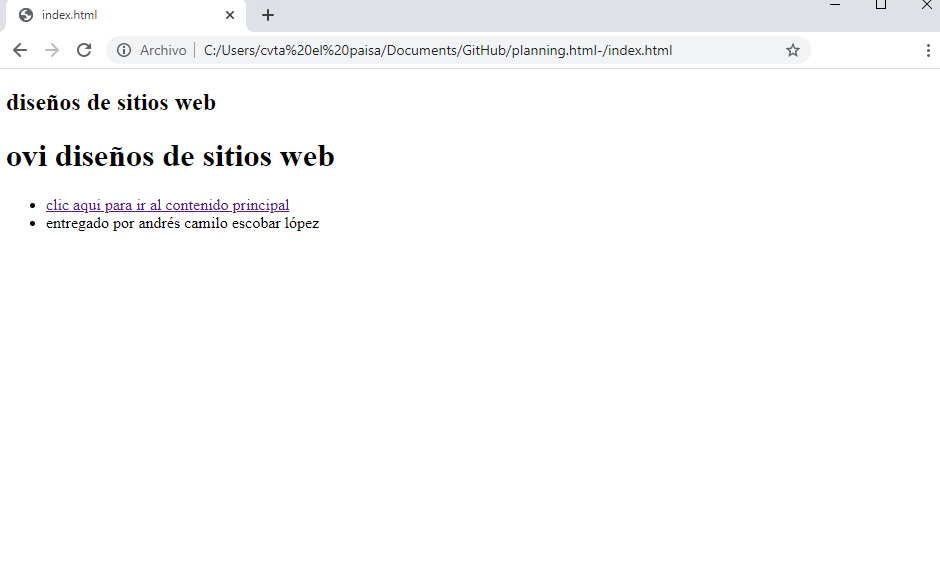 index.html
Archivo | C:/Users/cvta%20el%20paisa/Documents/GitHub/planning.html-/index.html
diseños de sitios web
ovi diseños de sitios web
clic aqui para ir al contenido principal
entregado por andrés camilo escobar lópez